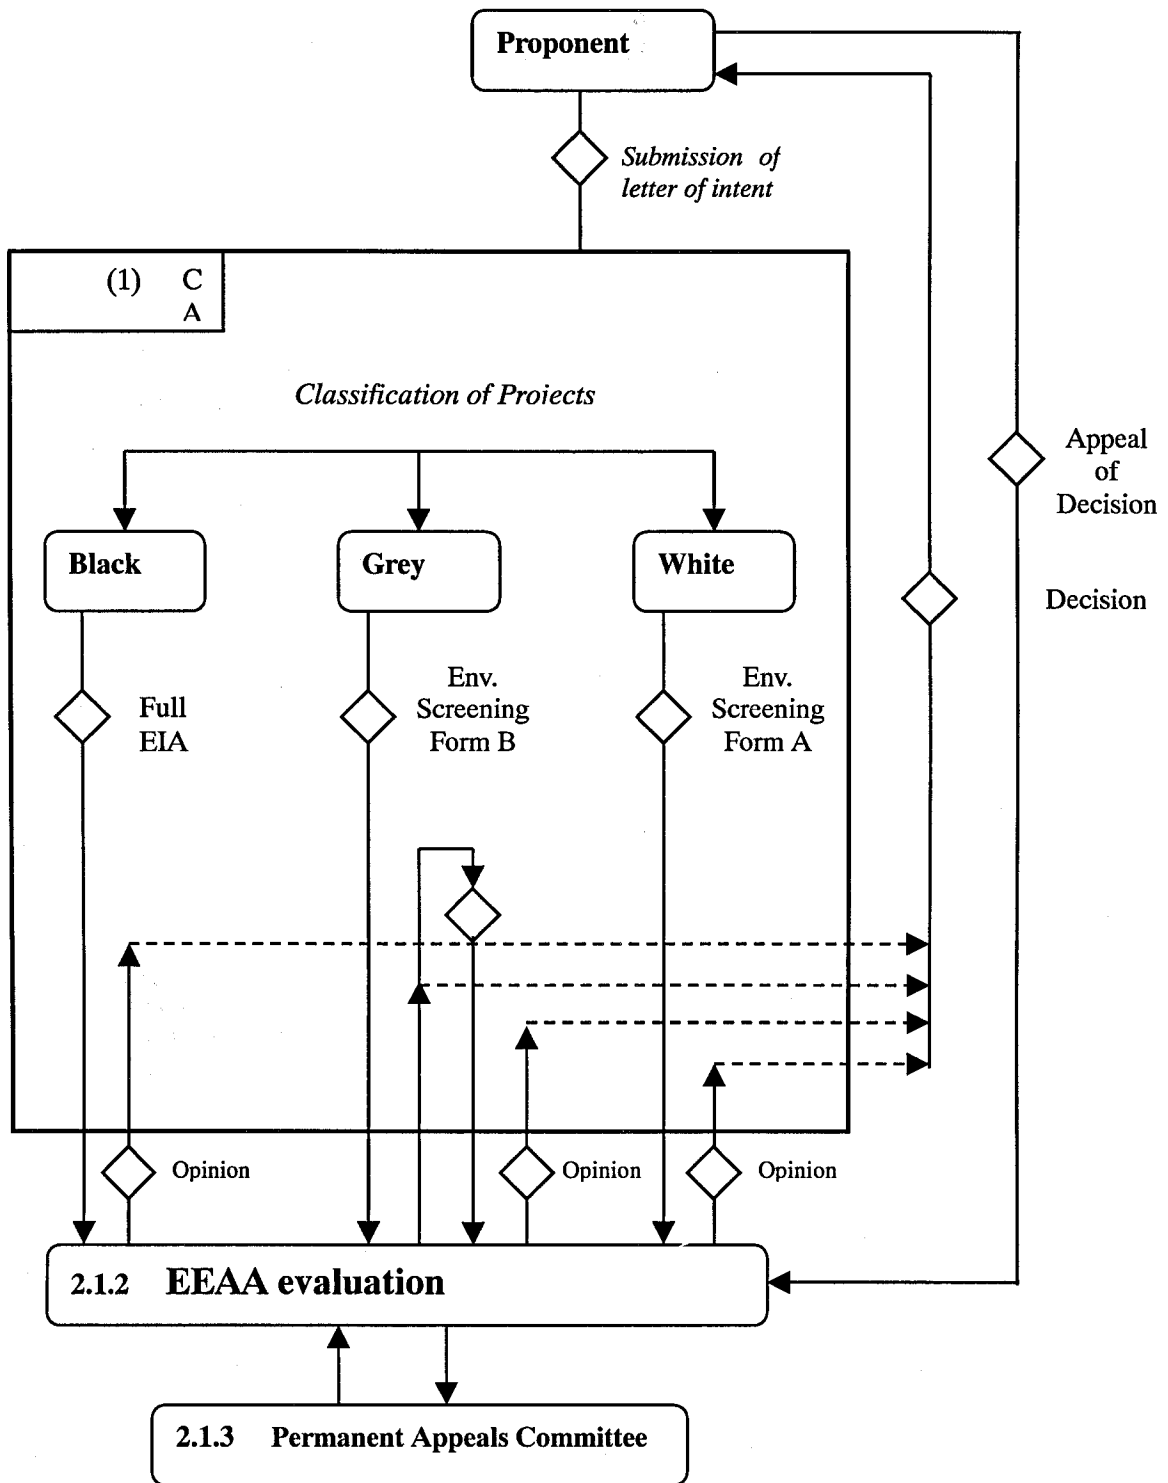 Proponent
Submission of
letter of intent
(1) C
A
Classification of Proiects
Appeal
of
Decision
Black
Grey
White
Decision
Full
EIA
Env.
Screening
Form B
Env.
Screening
Form A
Opinion
Opinion
Opinion
2.1.2 EEAA evaluation
2.1.3 Permanent Appeals Committee